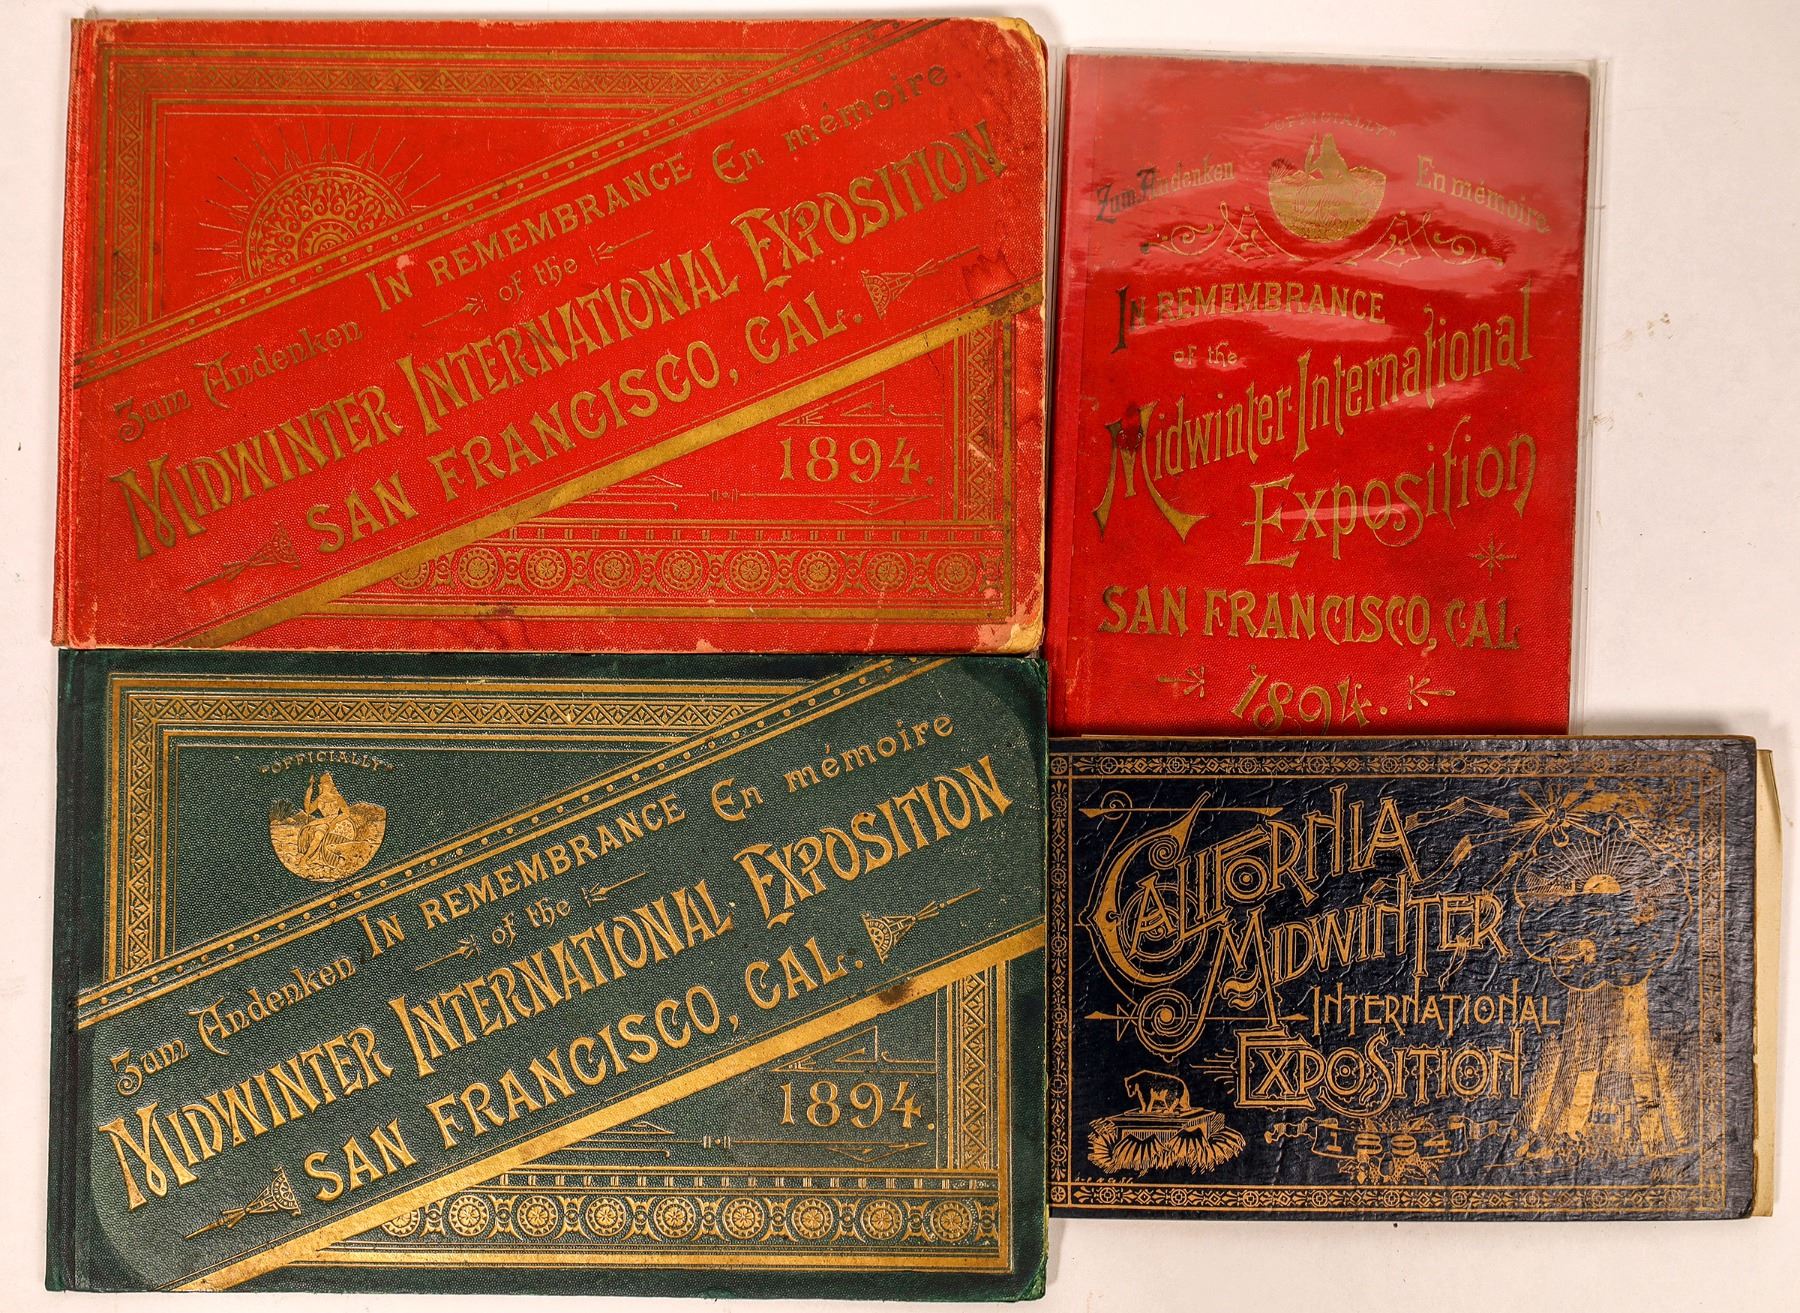 Zum Andenken In REMEMBRANCE En mémoire
of the
MIDWINTER INTERNATIONAL EXPOSITION
SAN FRANCISCO, CAL.
1894.
"OFFICIALLY"
Zum Andenken En mémoire
IN REMEMBRANCE
of the
Midwinter International
Exposition
SAN FRANCISCO, CAL
1894.
"OFFICIALLY"
Zum Andenken In REMEMBRANCE En mémoire
of the
MIDWINTER INTERNATIONAL EXPOSITION
SAN FRANCISCO, CAL.
1894.
CALIFORNIA
MIDWINTER
INTERNATIONAL
EXPOSITION
1894